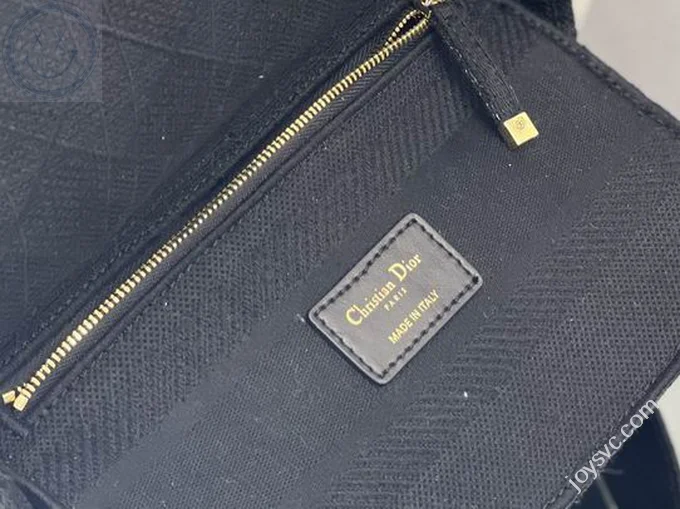 Christian Dior
PARIS
MADE IN ITALY
joysvc.com